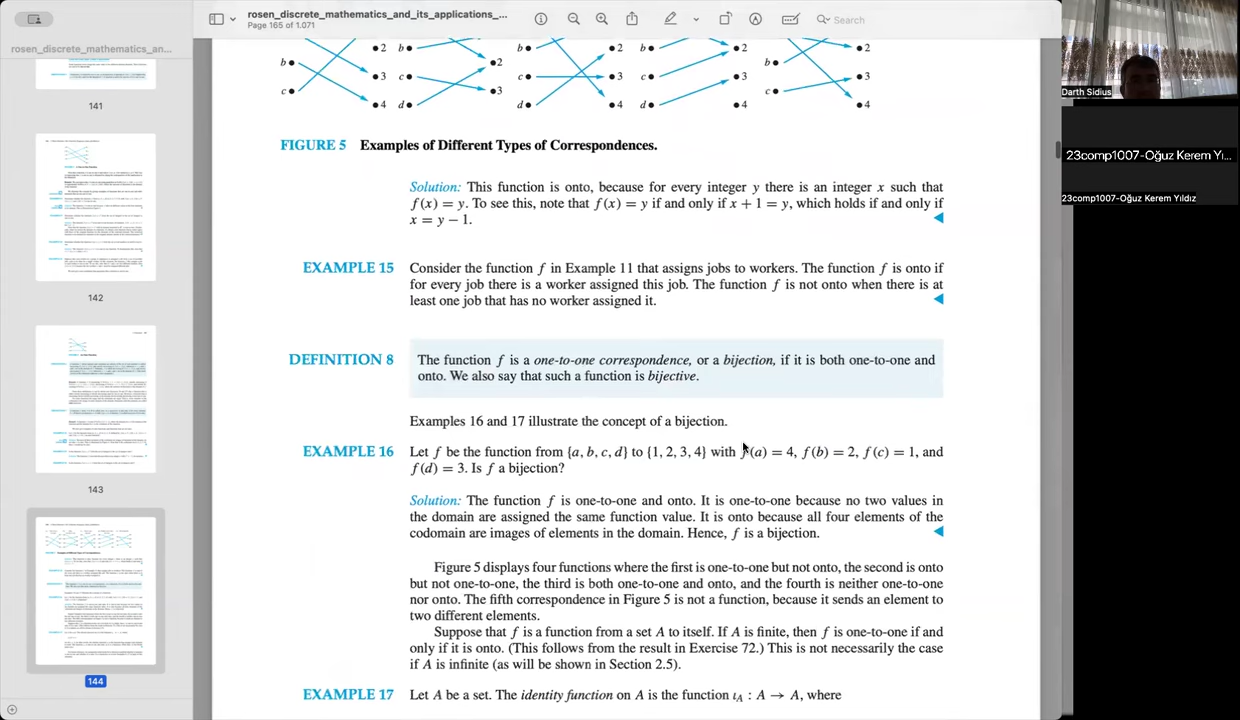 rosen_discrete_mathematics_and_its_applications_...
Page 165 of 1.071
Search
rosen_discrete_mathematics_an...
141
142
143
144
b • 2 b • 2 b • 2 b • 2 b • 2
b • 3 c • 3 c • 3 c • 3 • 3
c • 4 d • d • 4 d • 4 c • 4
FIGURE 5 Examples of Different Types of Correspondences.
Solution: This function is onto, because for every integer y there is an integer x such that
f(x) = y. To see this, note that f(x) = y if and only if x + 1 = y, which holds if and only if
x = y − 1.
EXAMPLE 15 Consider the function f in Example 11 that assigns jobs to workers. The function f is onto if
for every job there is a worker assigned this job. The function f is not onto when there is at
least one job that has no worker assigned it.
DEFINITION 8 The function f is a one-to-one correspondence, or a bijection, if it is both one-to-one and
onto. We also say that such a function is bijective.
Examples 16 and 17 illustrate the concept of a bijection.
EXAMPLE 16 Let f be the function from {a, b, c, d} to {1, 2, 3, 4} with f(a) = 4, f(b) = 2, f(c) = 1, and
f(d) = 3. Is f a bijection?
Solution: The function f is one-to-one and onto. It is one-to-one because no two values in
the domain are assigned the same function value. It is onto because all four elements of the
codomain are images of elements in the domain. Hence, f is a bijection.
Figure 5 displays four functions where the first is one-to-one but not onto, the second is onto
but not one-to-one, the third is both one-to-one and onto, and the fourth is neither one-to-one
nor onto. The fifth correspondence in Figure 5 is not a function, because it sends an element to
two different elements.
Suppose that f is a function from a set A to itself. If A is finite, then f is one-to-one if and
only if it is onto. (This follows from the result in Exercise 72.) This is not necessarily the case
if A is infinite (as will be shown in Section 2.5).
EXAMPLE 17 Let A be a set. The identity function on A is the function ιA : A → A, where
Darth Sidius
23comp1007-Oğuz Kerem Yı...
23comp1007-Oğuz Kerem Yıldız